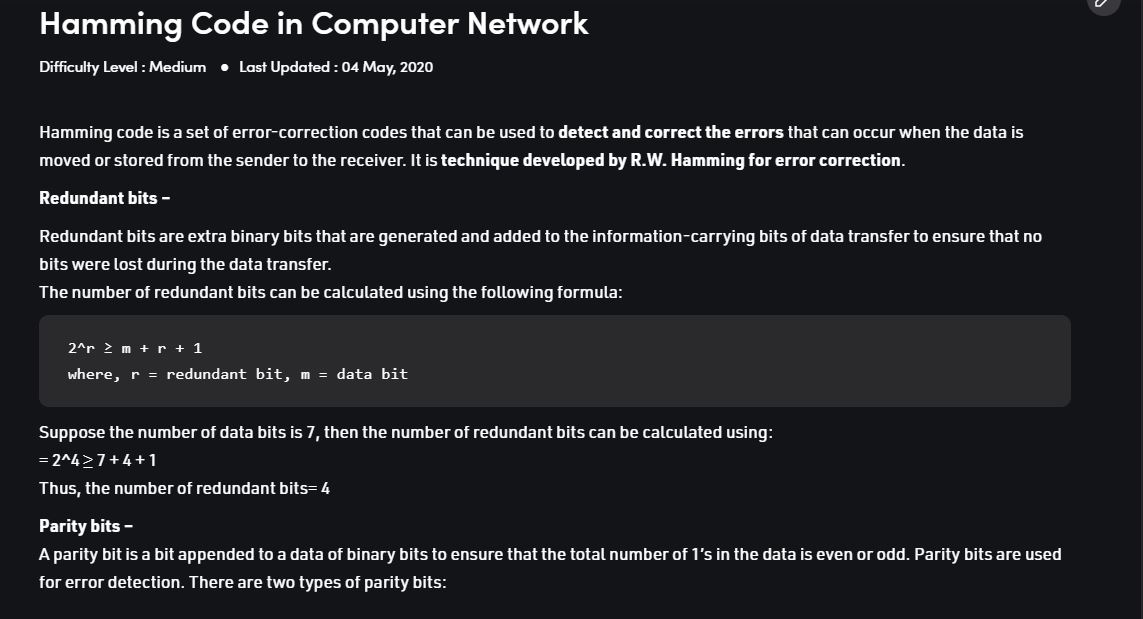 Hamming Code in Computer Network
Difficulty Level : Medium ● Last Updated : 04 May, 2020
Hamming code is a set of error-correction codes that can be used to detect and correct the errors that can occur when the data is
moved or stored from the sender to the receiver. It is technique developed by R.W. Hamming for error correction.
Redundant bits –
Redundant bits are extra binary bits that are generated and added to the information-carrying bits of data transfer to ensure that no
bits were lost during the data transfer.
The number of redundant bits can be calculated using the following formula:
2^r ≥ m + r + 1
where, r = redundant bit, m = data bit
Suppose the number of data bits is 7, then the number of redundant bits can be calculated using:
= 2^4 ≥ 7 + 4 + 1
Thus, the number of redundant bits= 4
Parity bits –
A parity bit is a bit appended to a data of binary bits to ensure that the total number of 1's in the data is even or odd. Parity bits are used
for error detection. There are two types of parity bits: